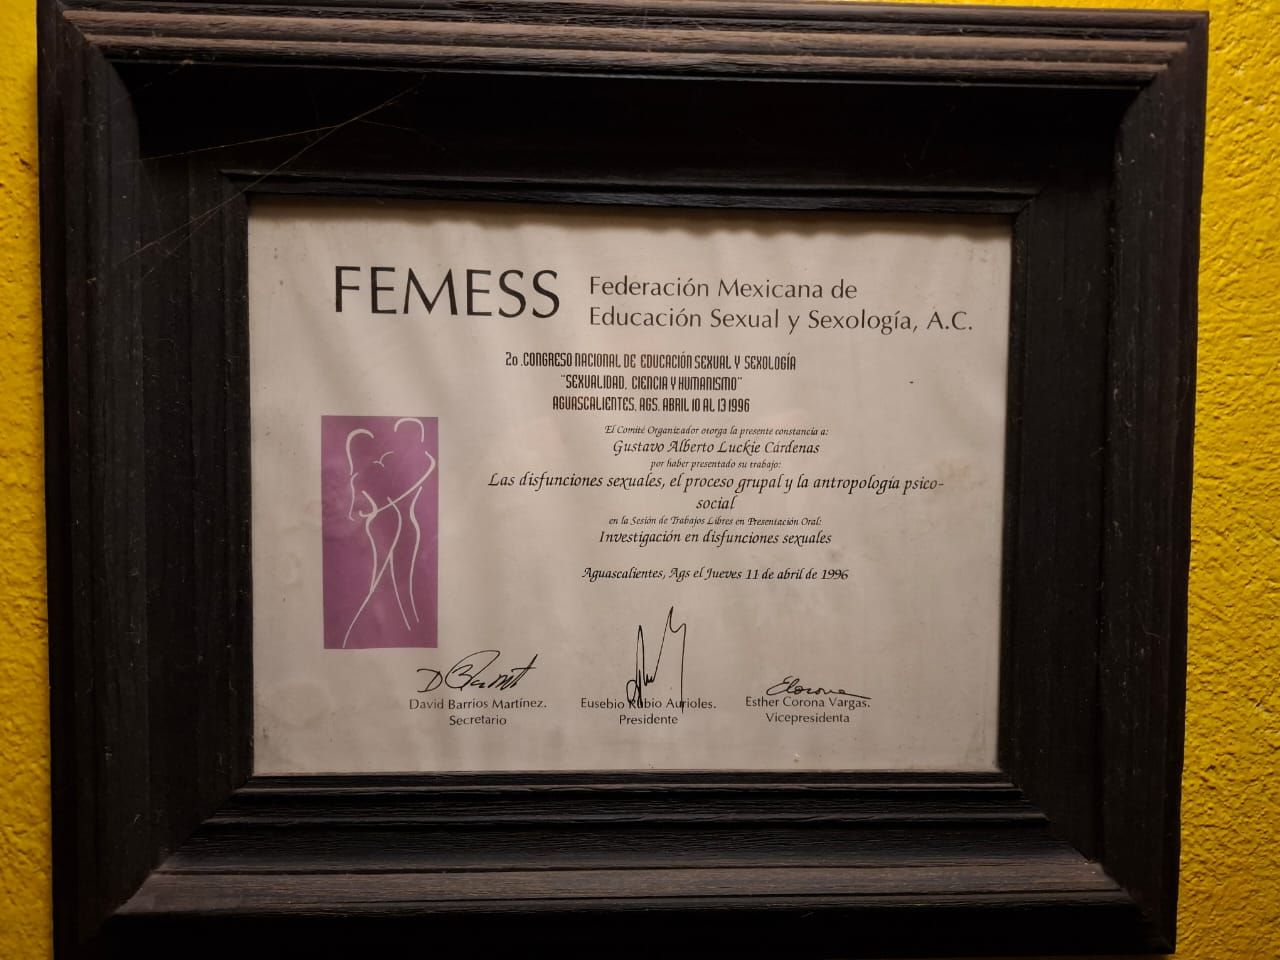 FEMESS
Federación Mexicana de
Educación Sexual y Sexología, A.C.
2o .CONGRESO NACIONAL DE EDUCACIÓN SEXUAL Y SEXOLOGÍA
"SEXUALIDAD, CIENCIA Y HUMANISMO"
AGUASCALIENTES, AGS. ABRIL 10 AL 13 1996
El Comité Organizador otorga la presente constancia a:
Gustavo Alberto Luckie Cárdenas
por haber presentado su trabajo:
Las disfunciones sexuales, el proceso grupal y la antropología psico-
social
en la Sesión de Trabajos Libres en Presentación Oral:
Investigación en disfunciones sexuales
Aguascalientes, Ags el Jueves 11 de abril de 1996
David Barrios Martínez.
Secretario
Eusebio Rubio Aurioles.
Presidente
Esther Corona Vargas.
Vicepresidenta